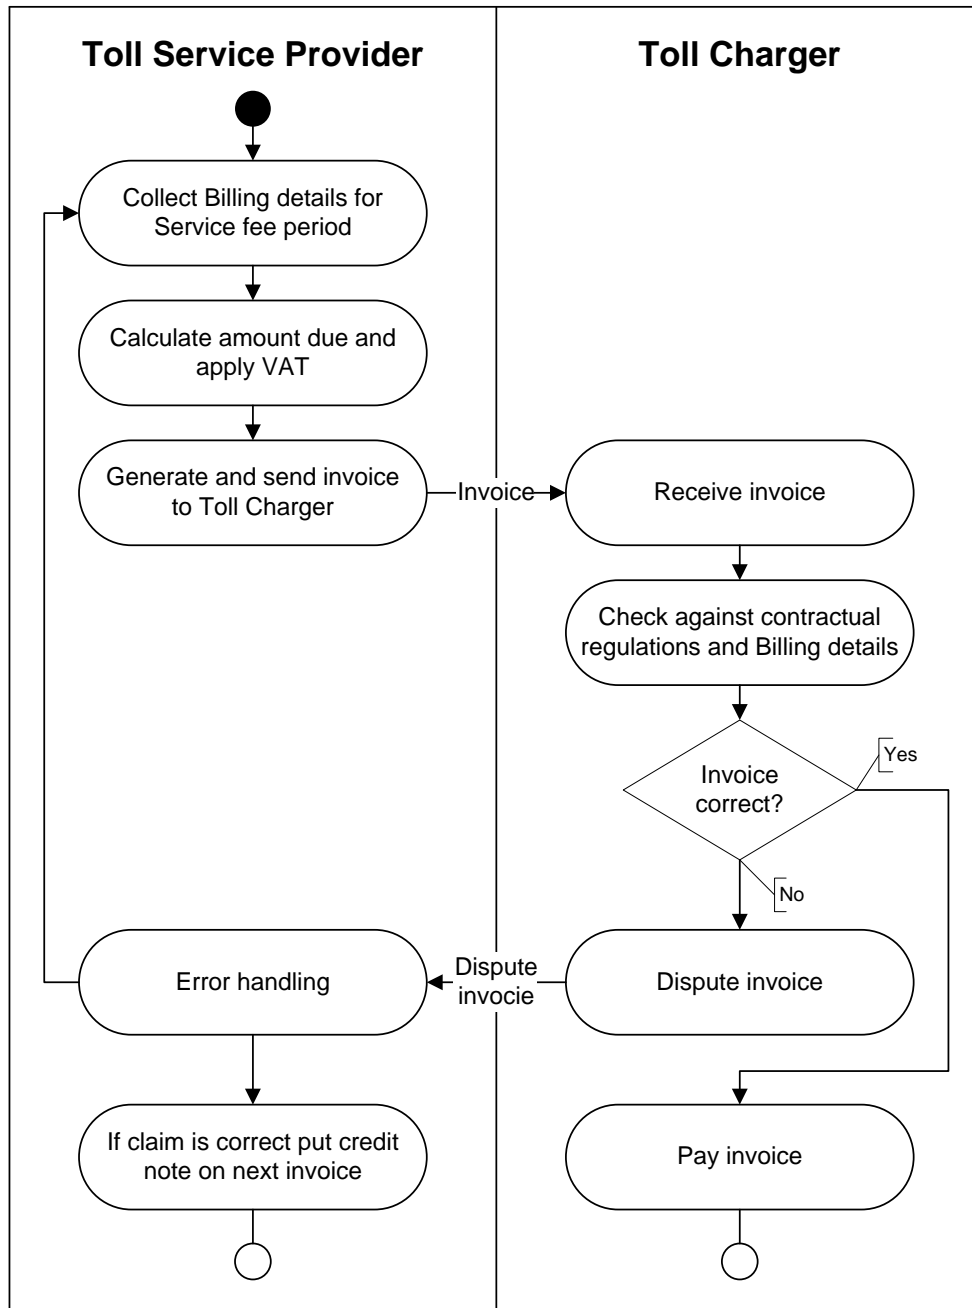 Toll Service Provider
Toll Charger
Collect Billing details for
Service fee period
Calculate amount due and
apply VAT
Generate and send invoice
to Toll Charger
Invoice
Receive invoice
Check against contractual
regulations and Billing details
Invoice
correct?
Yes
No
Dispute invoice
Dispute
invocie
Error handling
If claim is correct put credit
note on next invoice
Pay invoice